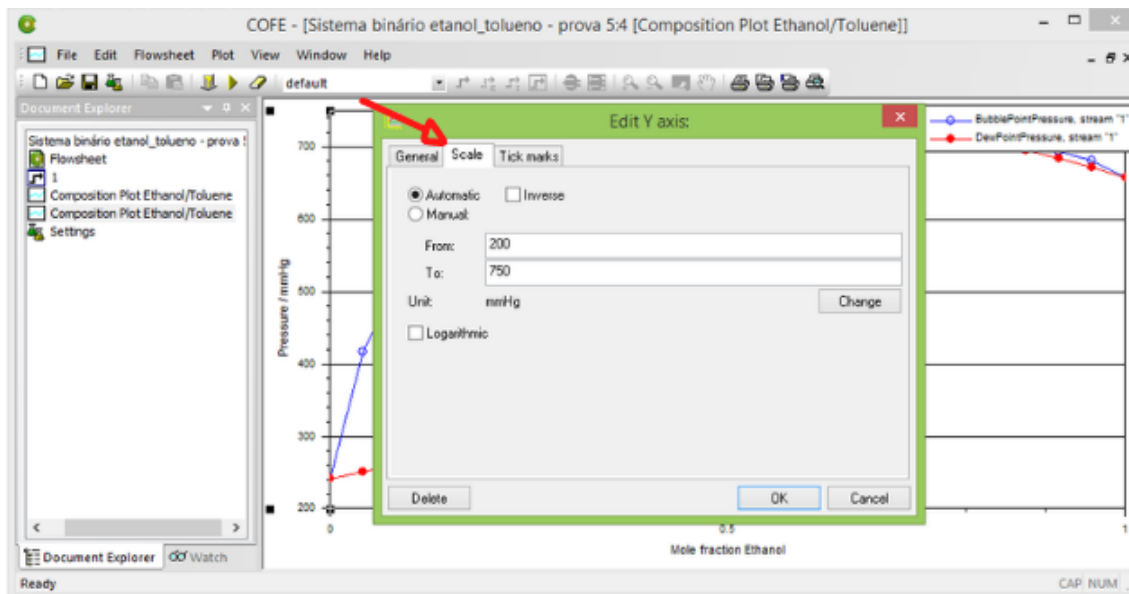 COFE - [Sistema binário etanol_tolueno - prova 5:4 [Composition Plot Ethanol/Toluene]]
File Edit Flowsheet Plot View Window Help
default
Document Explorer
Sistema binário etanol_tolueno - prova 5
Flowsheet
1
Composition Plot Ethanol/Toluene
Composition Plot Ethanol/Toluene
Settings
Document Explorer Watch
Ready
CAP NUM
Pressure / mmHg
700
600
500
400
300
200
0 0.5 1
Mole fraction Ethanol
BubblePointPressure, stream "1"
DewPointPressure, stream "1"
Edit Y axis:
General Scale Tick marks
Automatic Inverse
Manual:
From: 200
To: 750
Unit: mmHg Change
Logarithmic
Delete OK Cancel